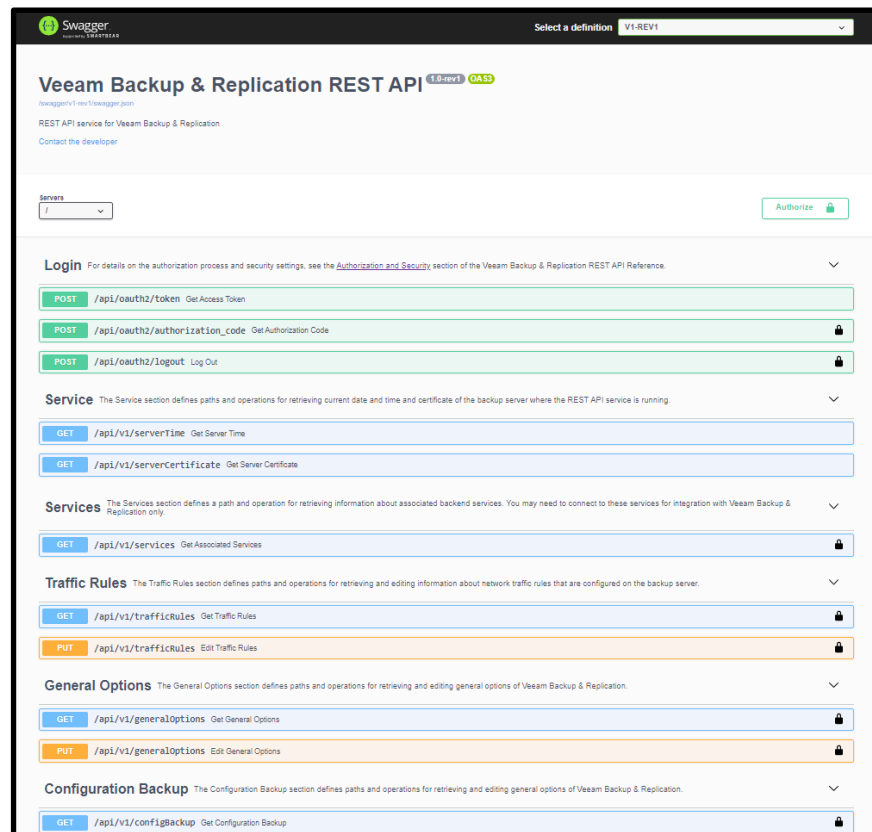 Swagger
Supported by SMARTBEAR
Select a definition
V1-REV1
Veeam Backup & Replication REST API 1.0-rev1 OAS3
/swagger/v1-rev1/swagger.json
REST API service for Veeam Backup & Replication
Contact the developer
Servers
/
Authorize
Login For details on the authorization process and security settings, see the Authorization and Security section of the Veeam Backup & Replication REST API Reference.
POST /api/oauth2/token Get Access Token
POST /api/oauth2/authorization_code Get Authorization Code
POST /api/oauth2/logout Log Out
Service The Service section defines paths and operations for retrieving current date and time and certificate of the backup server where the REST API service is running.
GET /api/v1/serverTime Get Server Time
GET /api/v1/serverCertificate Get Server Certificate
Services The Services section defines a path and operation for retrieving information about associated backend services. You may need to connect to these services for integration with Veeam Backup &
Replication only.
GET /api/v1/services Get Associated Services
Traffic Rules The Traffic Rules section defines paths and operations for retrieving and editing information about network traffic rules that are configured on the backup server.
GET /api/v1/trafficRules Get Traffic Rules
PUT /api/v1/trafficRules Edit Traffic Rules
General Options The General Options section defines paths and operations for retrieving and editing general options of Veeam Backup & Replication.
GET /api/v1/generalOptions Get General Options
PUT /api/v1/generalOptions Edit General Options
Configuration Backup The Configuration Backup section defines paths and operations for retrieving and editing general options of Veeam Backup & Replication.
GET /api/v1/configBackup Get Configuration Backup